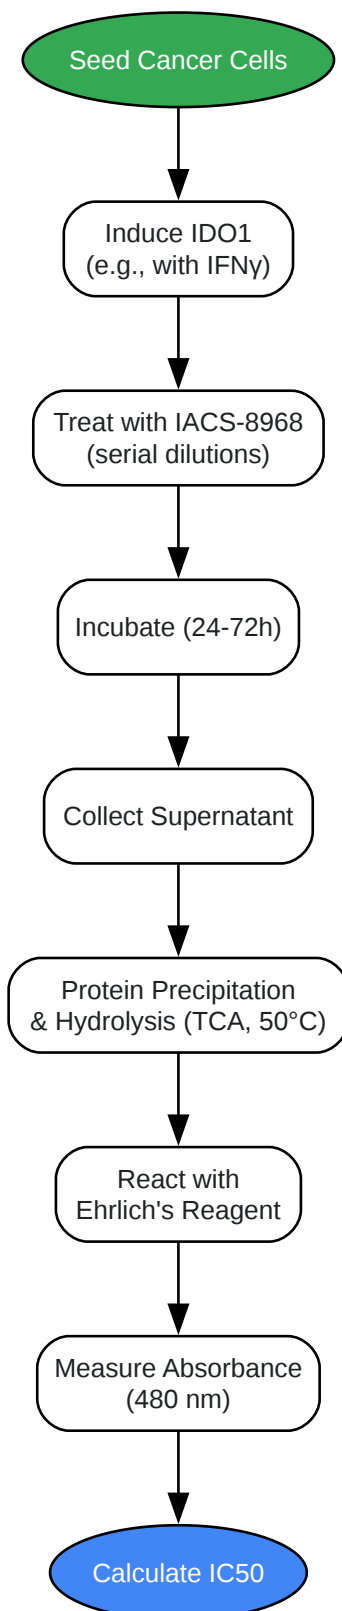 Seed Cancer Cells
Induce IDO1
(e.g., with IFNγ)
Treat with IACS-8968
(serial dilutions)
Incubate (24-72h)
Collect Supernatant
Protein Precipitation
& Hydrolysis (TCA, 50°C)
React with
Ehrlich's Reagent
Measure Absorbance
(480 nm)
Calculate IC50